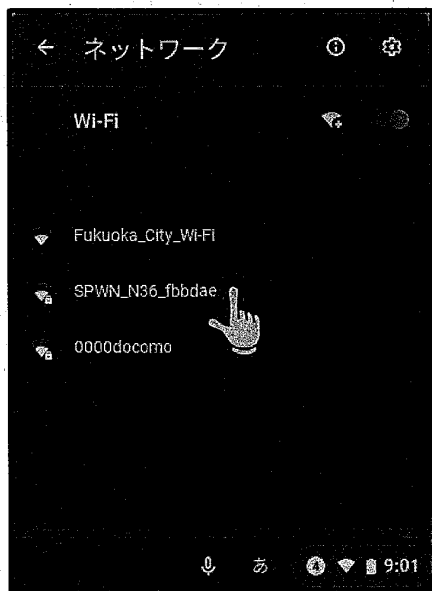 ネットワーク
Wi-Fi
Fukuoka_City_Wi-Fi
SPWN_N36_fbbdae
0000docomo
あ 9:01